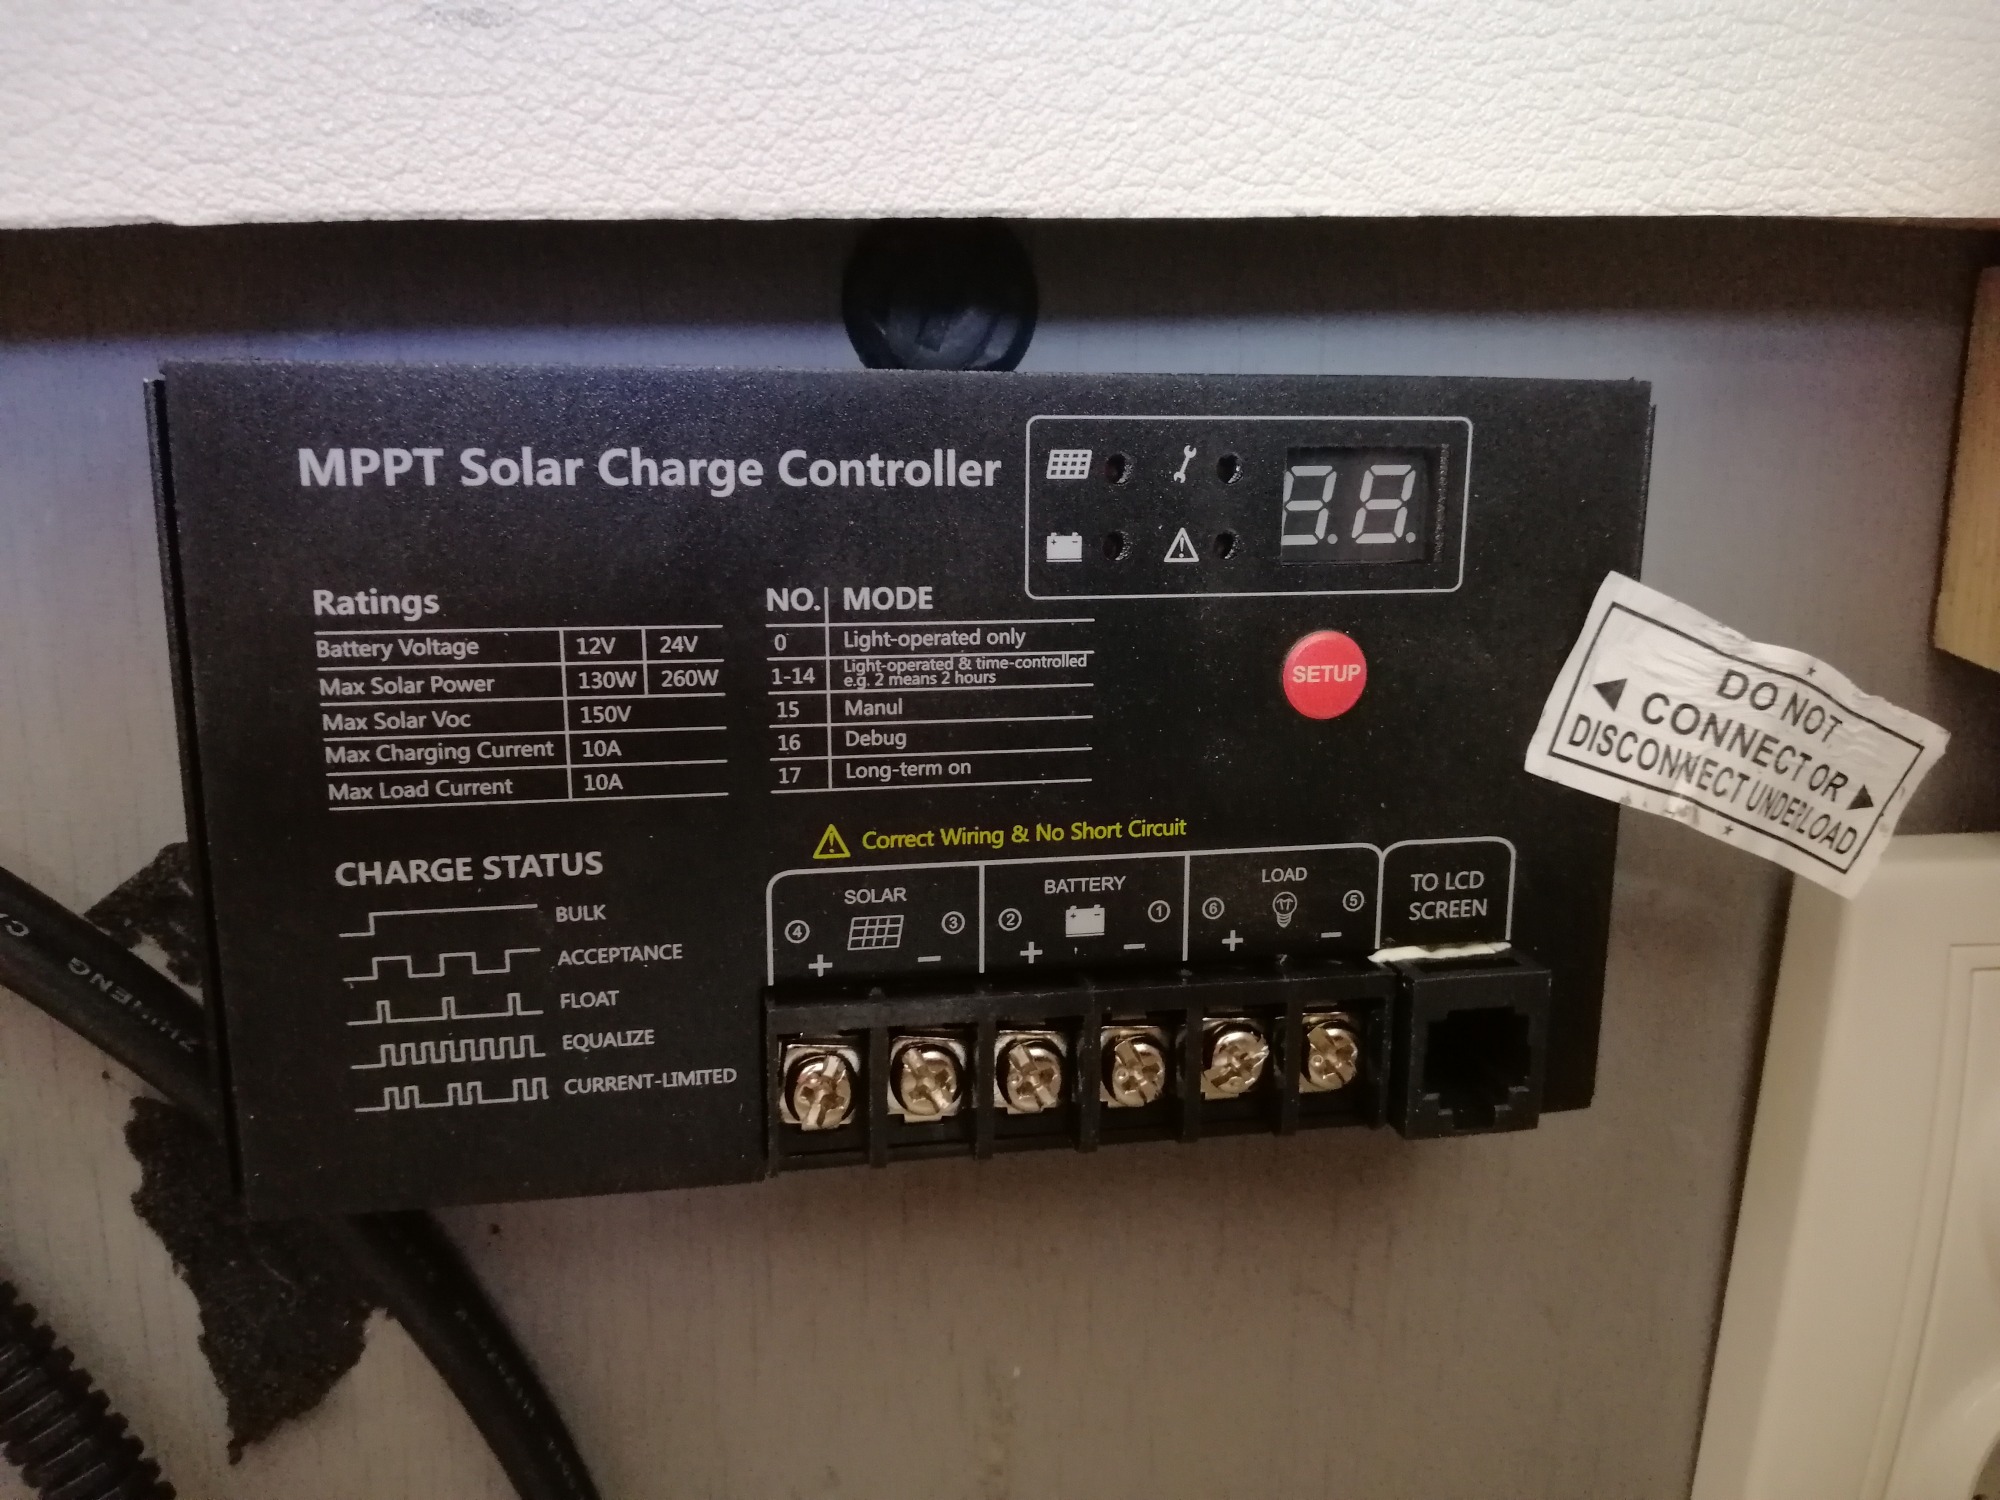 MPPT Solar Charge Controller
Ratings
Battery Voltage 12V 24V
Max Solar Power 130W 260W
Max Solar Voc 150V
Max Charging Current 10A
Max Load Current 10A
NO. MODE
0 Light-operated only
1-14 Light-operated & time-controlled
e.g. 2 means 2 hours
15 Manul
16 Debug
17 Long-term on
SETUP
DO NOT
CONNECT OR
DISCONNECT UNDER LOAD
CHARGE STATUS
BULK
ACCEPTANCE
FLOAT
EQUALIZE
CURRENT-LIMITED
Correct Wiring & No Short Circuit
SOLAR BATTERY LOAD
④ ③ ② ① ⑥ ⑤
+ − + − + −
TO LCD
SCREEN